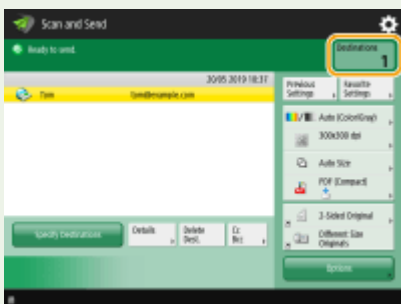 Scan and Send
Ready to send.
Destinations
1
20/05 2019 18:37
Tom
tom@example.com
Previous Settings
Favorite Settings
Auto (Color/Gray)
300x300 dpi
Auto Size
PDF (Compact)
2-Sided Original
Different Size Originals
Specify Destinations
Details
Delete Dest.
Cc Bcc
Options